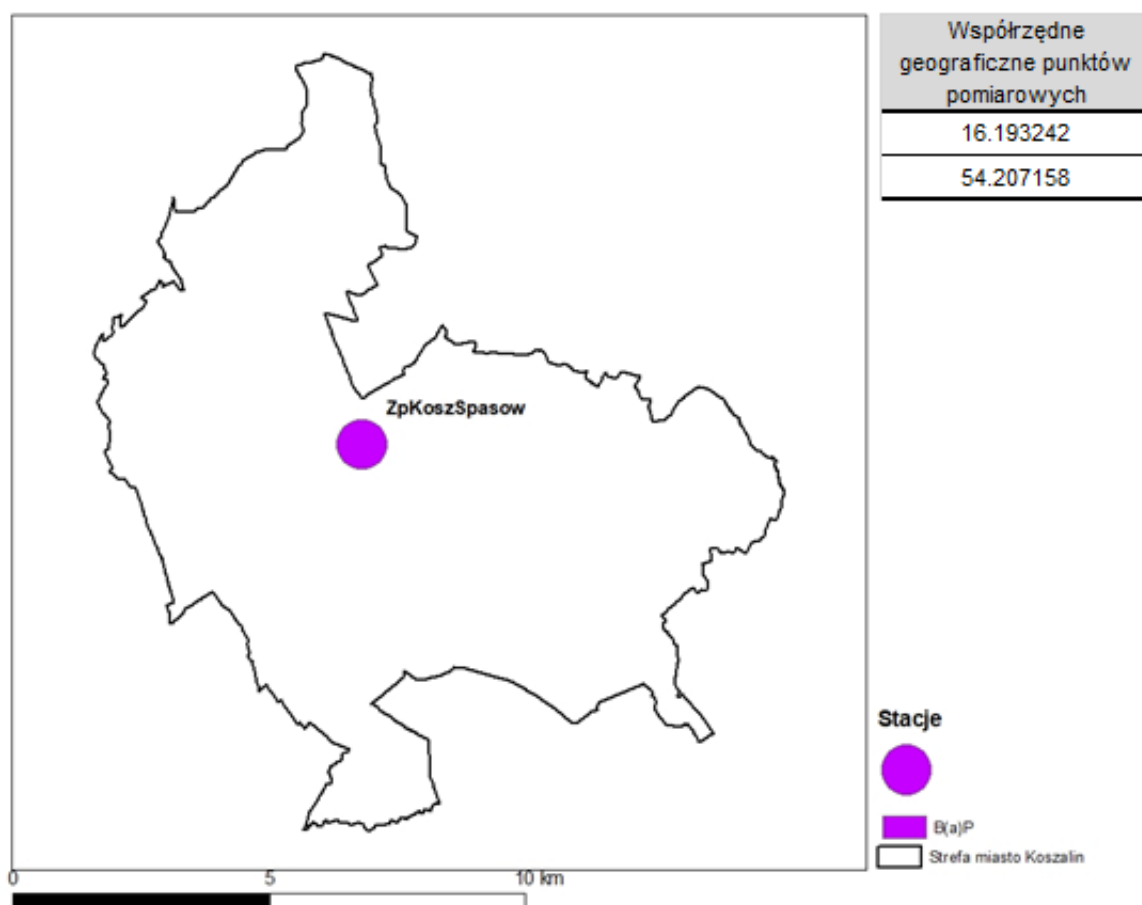 Współrzędne
geograficzne punktów
pomiarowych
16.193242
54.207158
ZpKoszSpasow
Stacje
B(a)P
Strefa miasto Koszalin
0 5 10 km